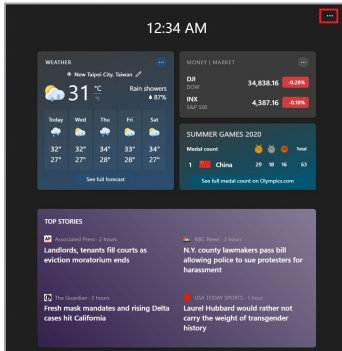 12:34 AM
WEATHER
New Taipei City, Taiwan
31 °C
°F
Rain showers
87%
Today Wed Thu Fri Sat
32° 32° 34° 33° 34°
27° 27° 28° 28° 27°
See full forecast
MONEY | MARKET
DJI
DOW
34,838.16 -0.28%
INX
S&P 500
4,387.16 -0.18%
SUMMER GAMES 2020
Medal count Total
1 China 29 18 16 63
See full medal count on Olympics.com
TOP STORIES
AP Associated Press · 2 hours
Landlords, tenants fill courts as
eviction moratorium ends
NBC News · 2 hours
N.Y. county lawmakers pass bill
allowing police to sue protesters for
harassment
The Guardian · 2 hours
Fresh mask mandates and rising Delta
cases hit California
USA TODAY SPORTS · 1 hour
Laurel Hubbard would rather not
carry the weight of transgender
history